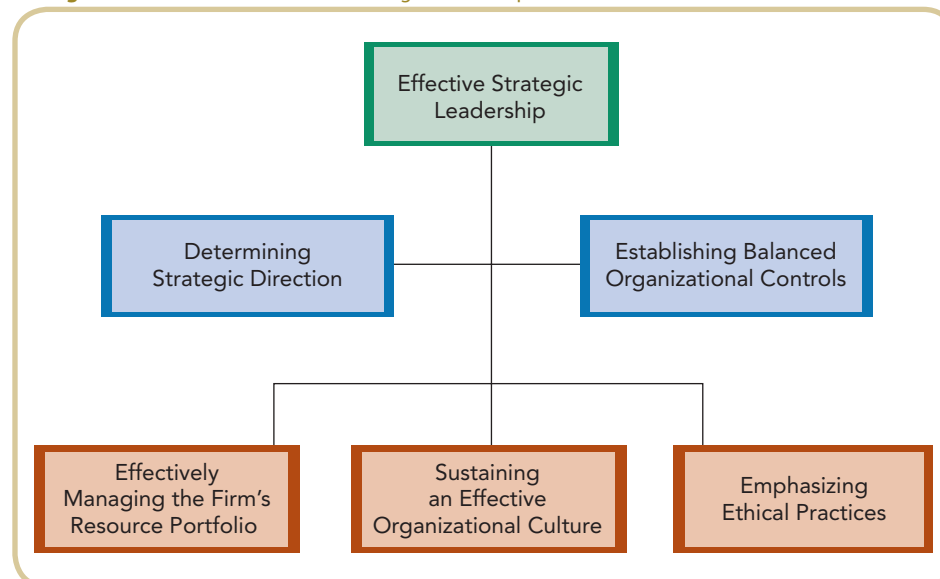 Effective Strategic
Leadership
Determining
Strategic Direction
Establishing Balanced
Organizational Controls
Effectively
Managing the Firm's
Resource Portfolio
Sustaining
an Effective
Organizational Culture
Emphasizing
Ethical Practices